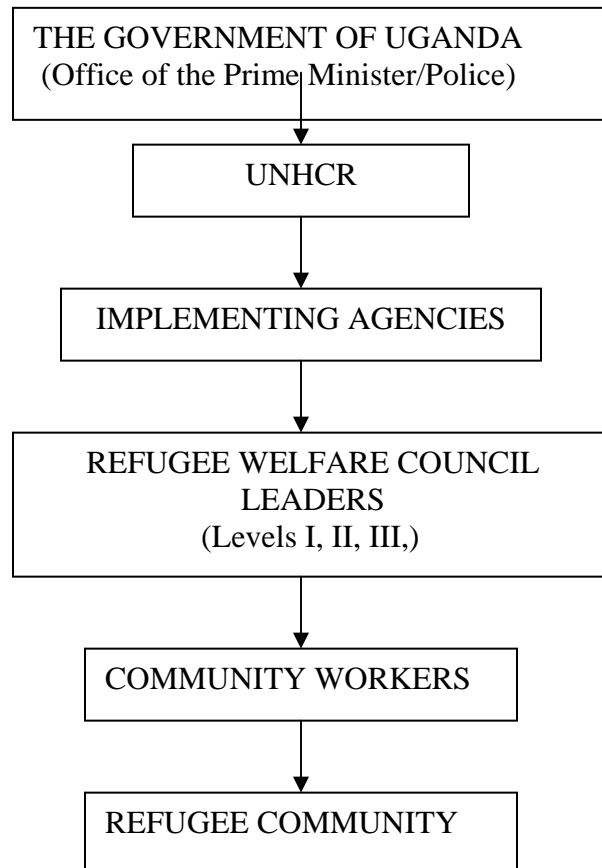 THE GOVERNMENT OF UGANDA
(Office of the Prime Minister/Police)
UNHCR
IMPLEMENTING AGENCIES
REFUGEE WELFARE COUNCIL
LEADERS
(Levels I, II, III,)
COMMUNITY WORKERS
REFUGEE COMMUNITY